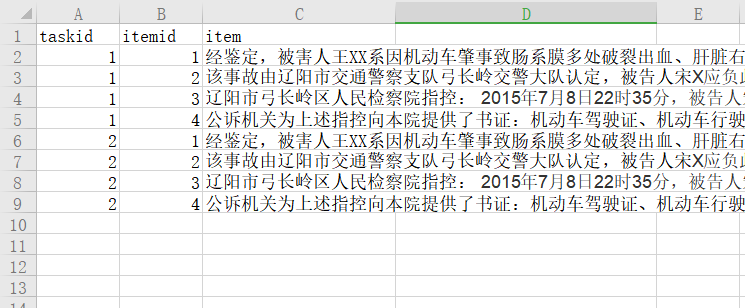 A B C D E
1 taskid itemid item
2 1 1 经鉴定，被害人王XX系因机动车肇事致肠系膜多处破裂出血、肝脏右
3 1 2 该事故由辽阳市交通警察支队弓长岭交警大队认定，被告人宋X应负
4 1 3 辽阳市弓长岭区人民检察院指控： 2015年7月8日22时35分，被告人
5 1 4 公诉机关为上述指控向本院提供了书证：机动车驾驶证、机动车行驶
6 2 1 经鉴定，被害人王XX系因机动车肇事致肠系膜多处破裂出血、肝脏右
7 2 2 该事故由辽阳市交通警察支队弓长岭交警大队认定，被告人宋X应负
8 2 3 辽阳市弓长岭区人民检察院指控： 2015年7月8日22时35分，被告人
9 2 4 公诉机关为上述指控向本院提供了书证：机动车驾驶证、机动车行驶
10
11
12
13